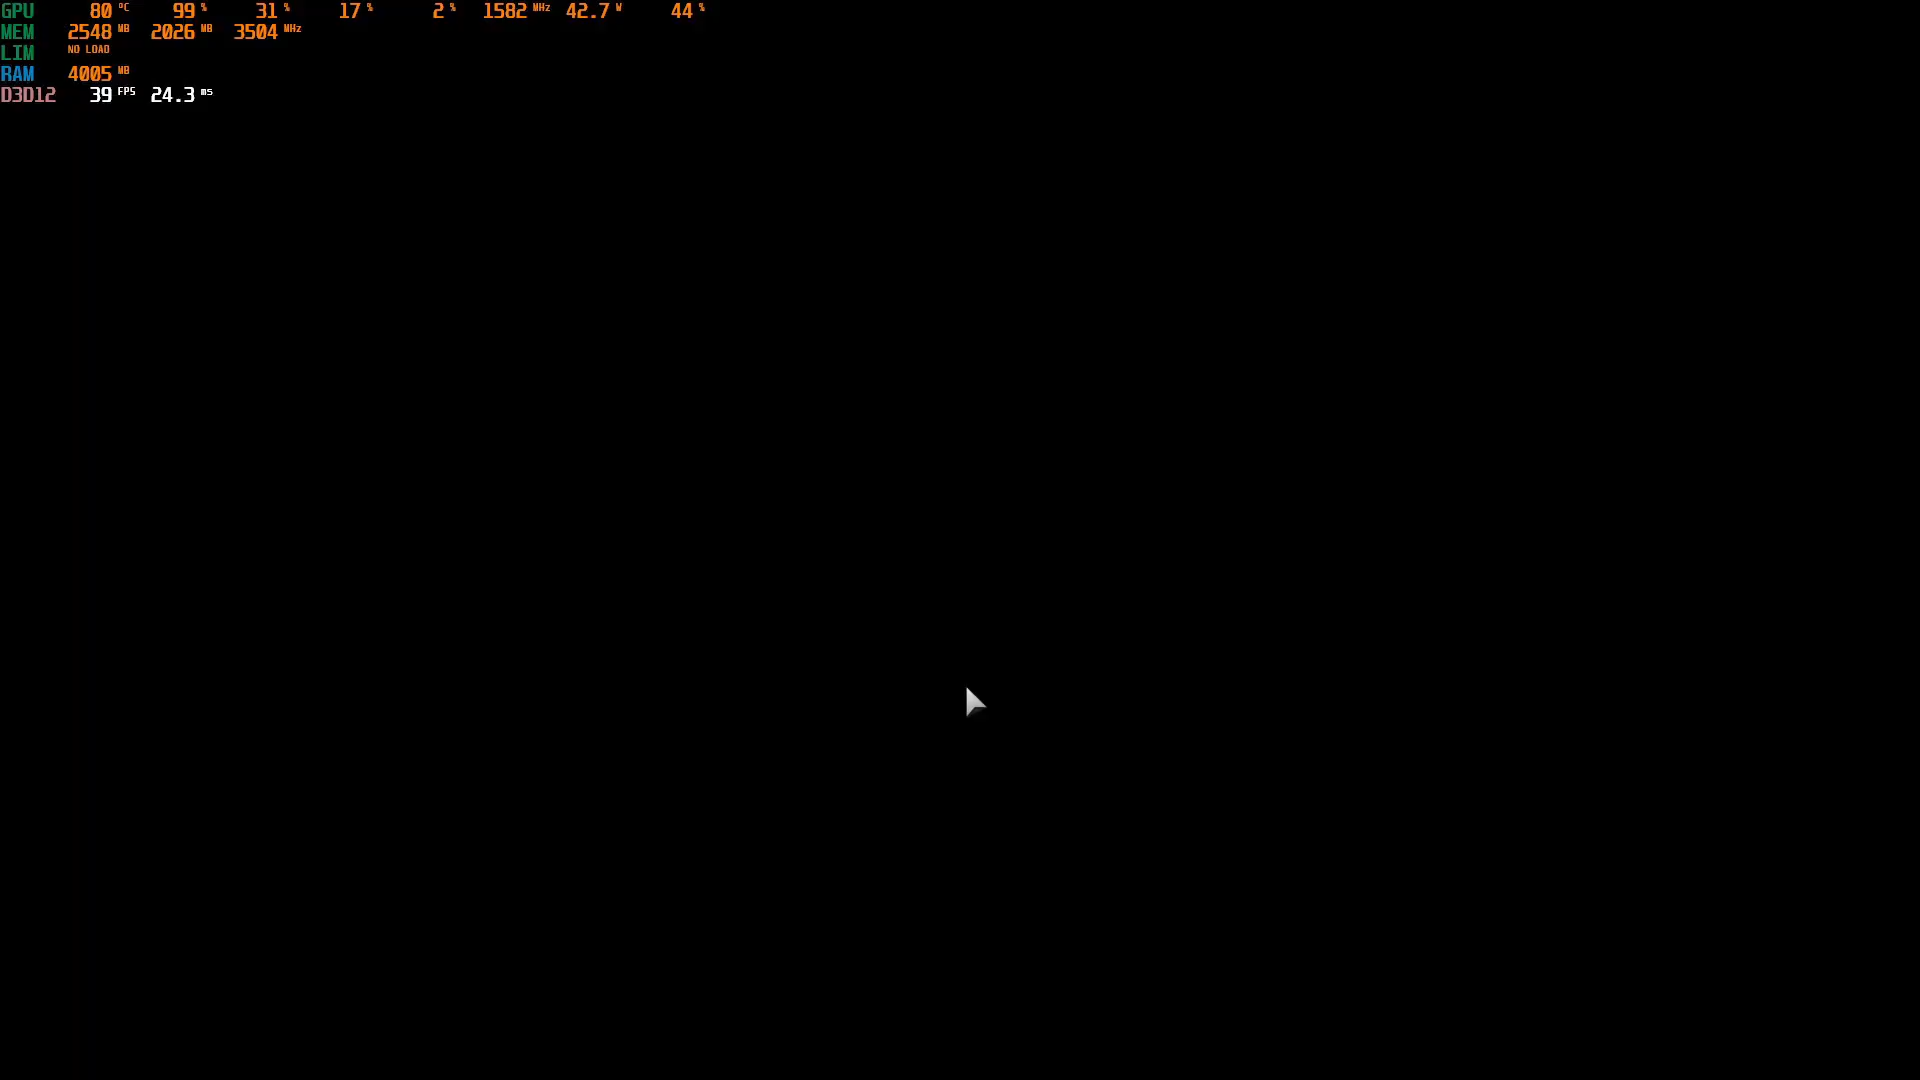 GPU 80 °C 99 % 31 % 17 % 2 % 1582 MHz 42.7 W 44 %
MEM 2548 MB 2026 MB 3504 MHz
LIM NO LOAD
RAM 4005 MB
D3D12 39 FPS 24.3 ms